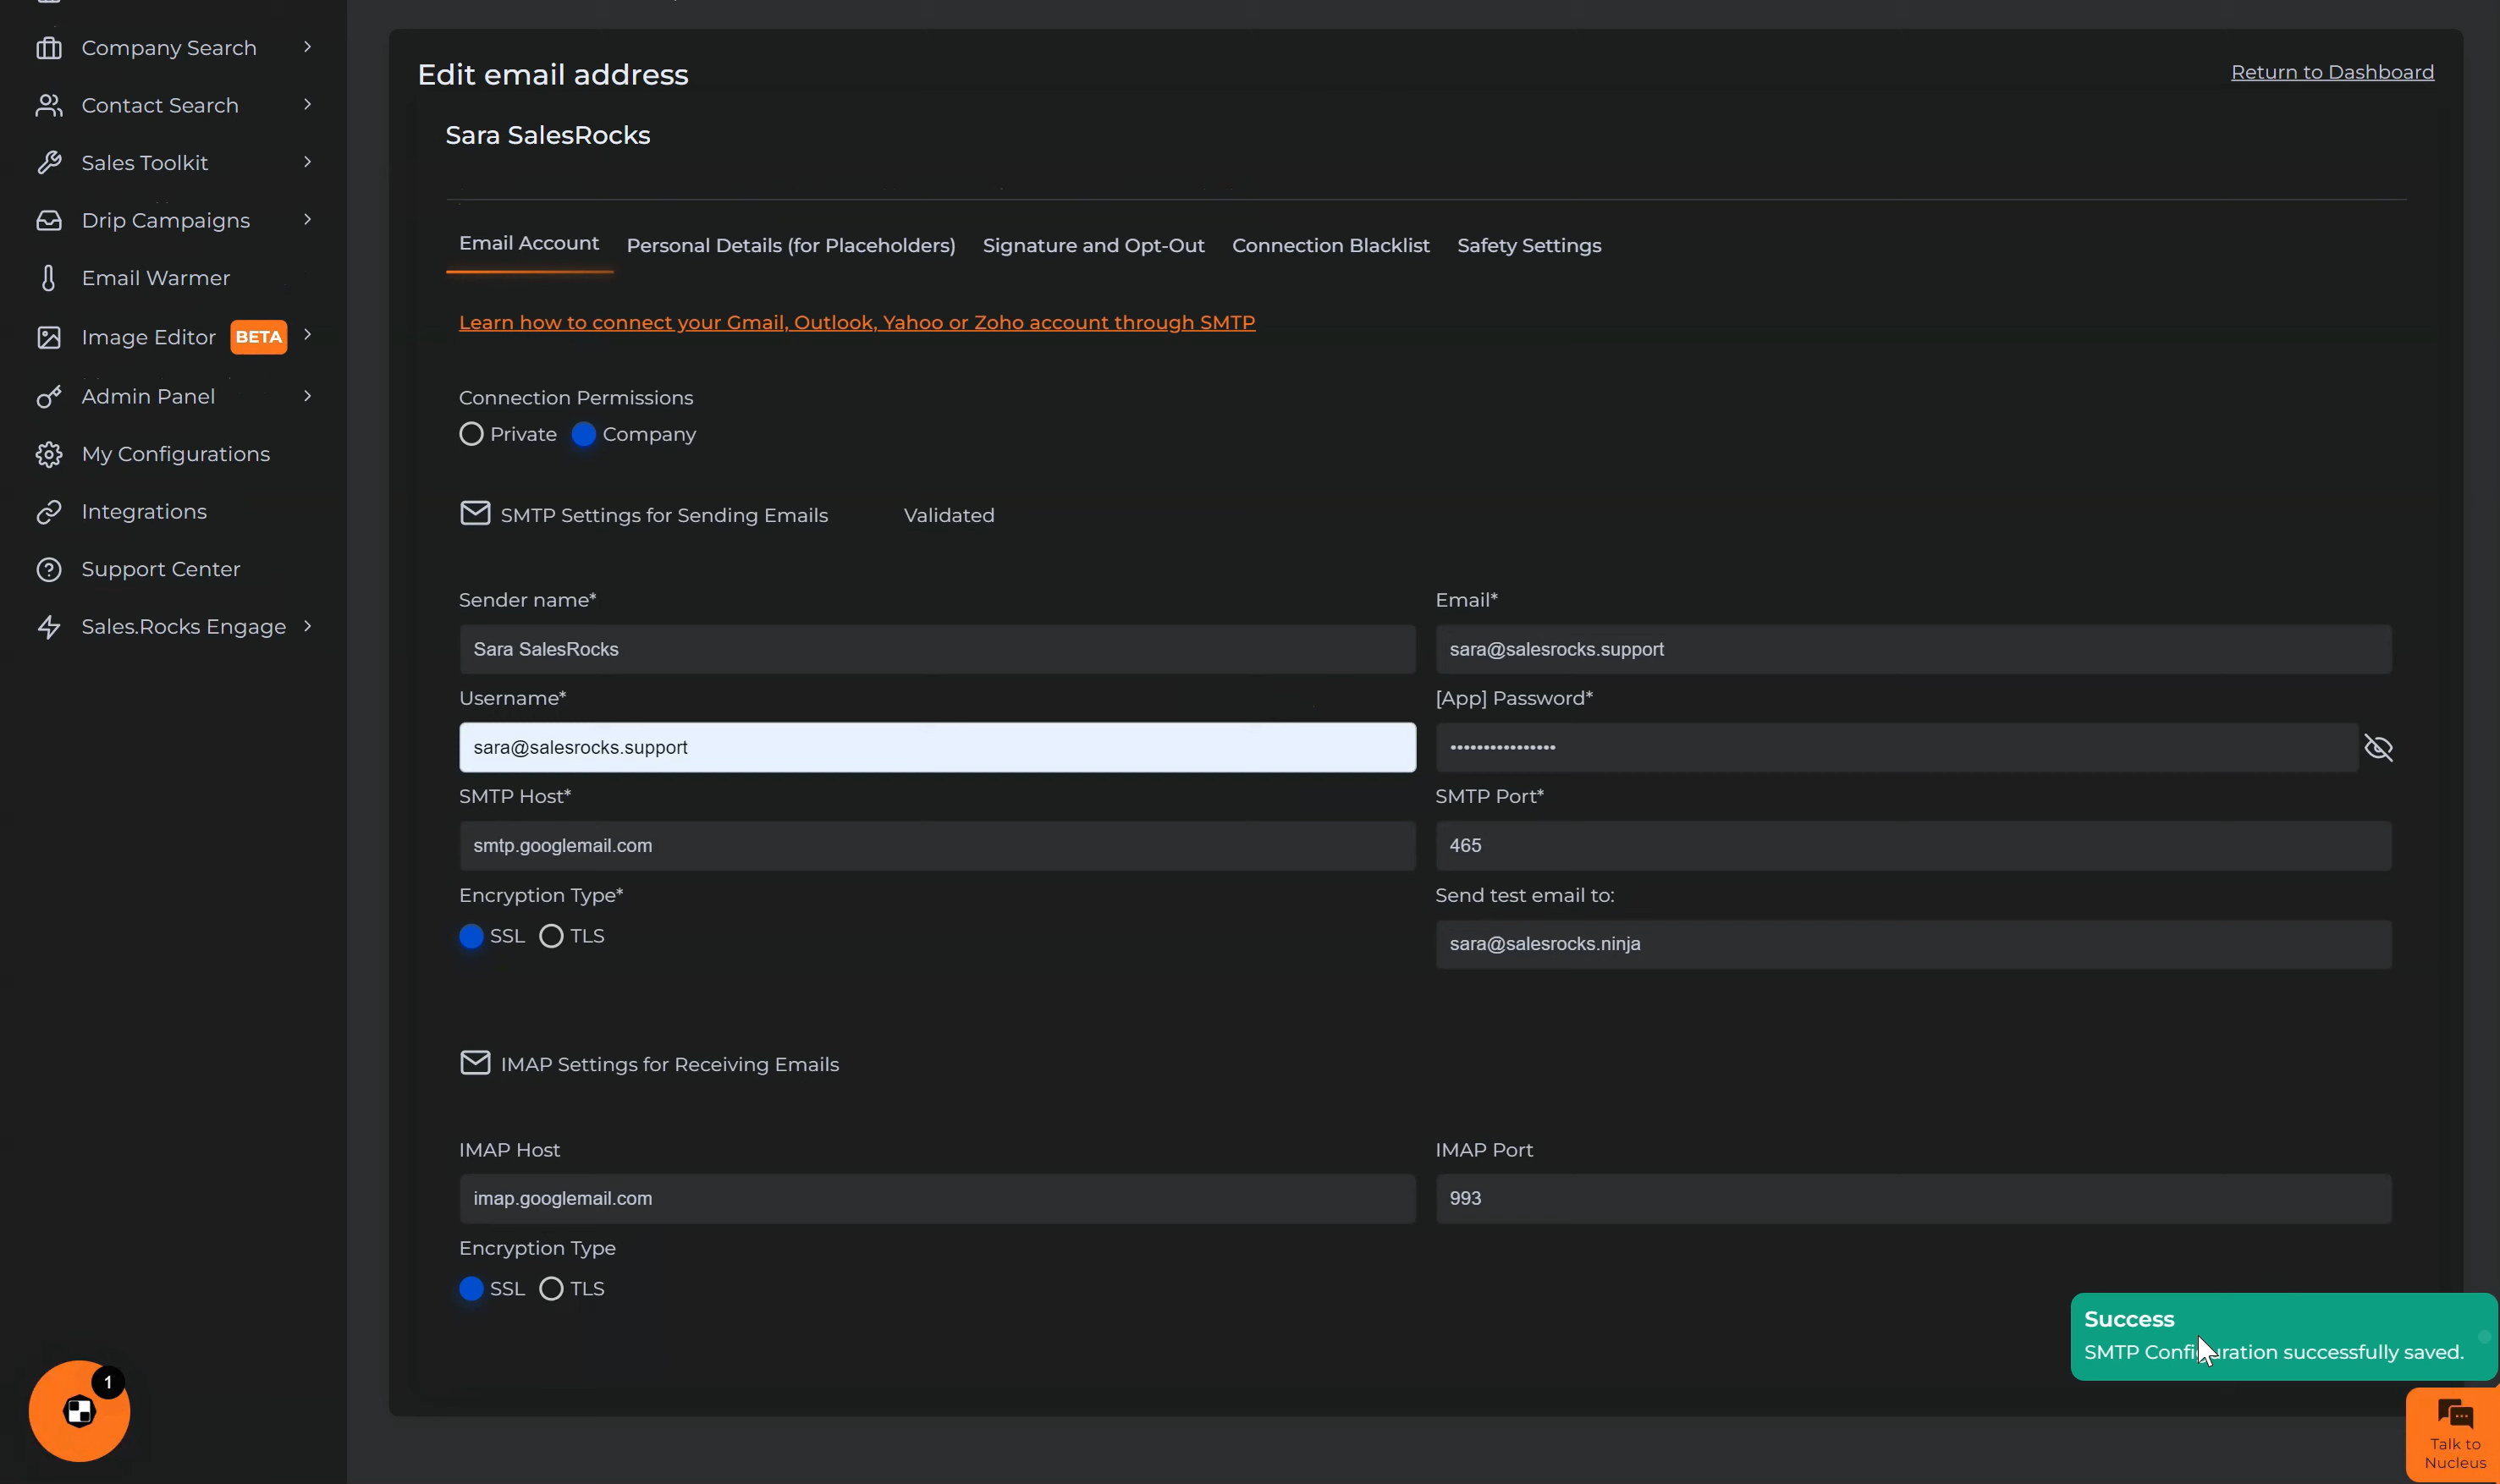 Company Search
Contact Search
Sales Toolkit
Drip Campaigns
Email Warmer
Image Editor BETA
Admin Panel
My Configurations
Integrations
Support Center
Sales.Rocks Engage
1
Edit email address
Return to Dashboard
Sara SalesRocks
Email Account Personal Details (for Placeholders) Signature and Opt-Out Connection Blacklist Safety Settings
Learn how to connect your Gmail, Outlook, Yahoo or Zoho account through SMTP
Connection Permissions
Private Company
SMTP Settings for Sending Emails Validated
Sender name* Email*
Sara SalesRocks sara@salesrocks.support
Username* [App] Password*
sara@salesrocks.support ••••••••••••••••
SMTP Host* SMTP Port*
smtp.googlemail.com 465
Encryption Type* Send test email to:
SSL TLS sara@salesrocks.ninja
IMAP Settings for Receiving Emails
IMAP Host IMAP Port
imap.googlemail.com 993
Encryption Type
SSL TLS
Success
SMTP Configuration successfully saved.
Talk to
Nucleus